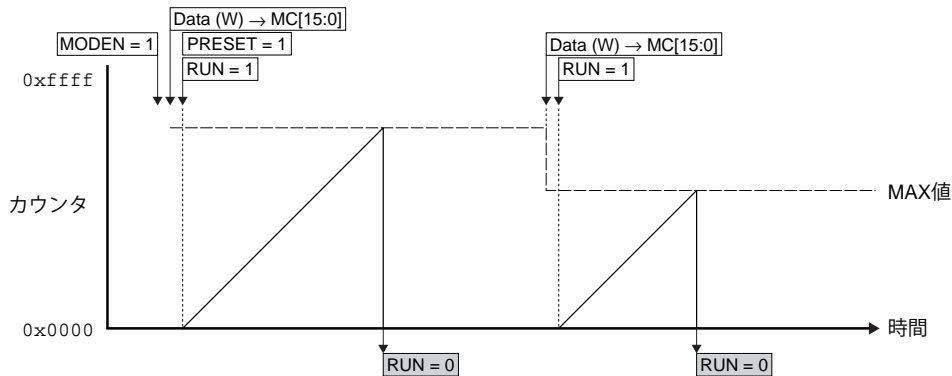 Data (W) → MC[15:0]
MODEN = 1
PRESET = 1
RUN = 1
Data (W) → MC[15:0]
RUN = 1
0xffff
カウンタ
MAX値
0x0000
時間
RUN = 0
RUN = 0